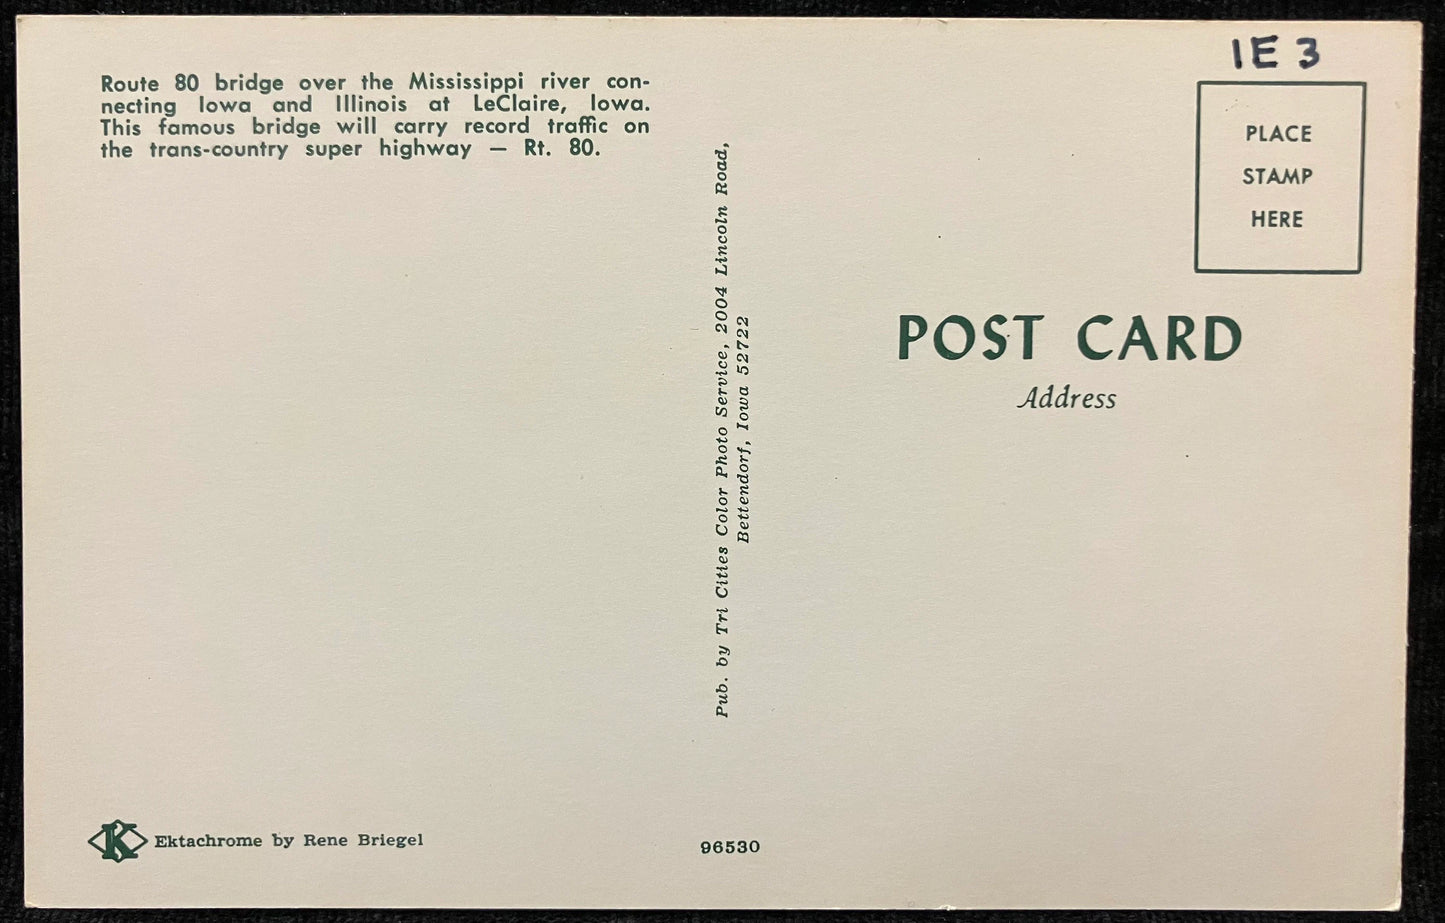 Route 80 bridge over the Mississippi river con-
necting Iowa and Illinois at LeClaire, Iowa.
This famous bridge will carry record traffic on
the trans-country super highway — Rt. 80.
K Ektachrome by Rene Briegel
Pub. by Tri Cities Color Photo Service, 2004 Lincoln Road,
Bettendorf, Iowa 52722
96530
IE 3
PLACE
STAMP
HERE
POST CARD
Address